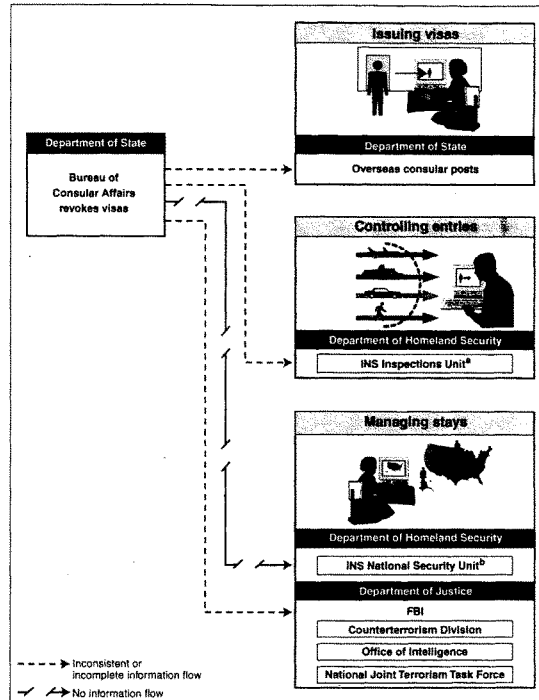 Issuing visas
Department of State
Overseas consular posts
Department of State
Bureau of
Consular Affairs
revokes visas
Controlling entries
Department of Homeland Security
INS Inspections Unitᵃ
Managing stays
Department of Homeland Security
INS National Security Unitᵇ
Department of Justice
FBI
Counterterrorism Division
Office of Intelligence
National Joint Terrorism Task Force
Inconsistent or
incomplete information flow
No information flow